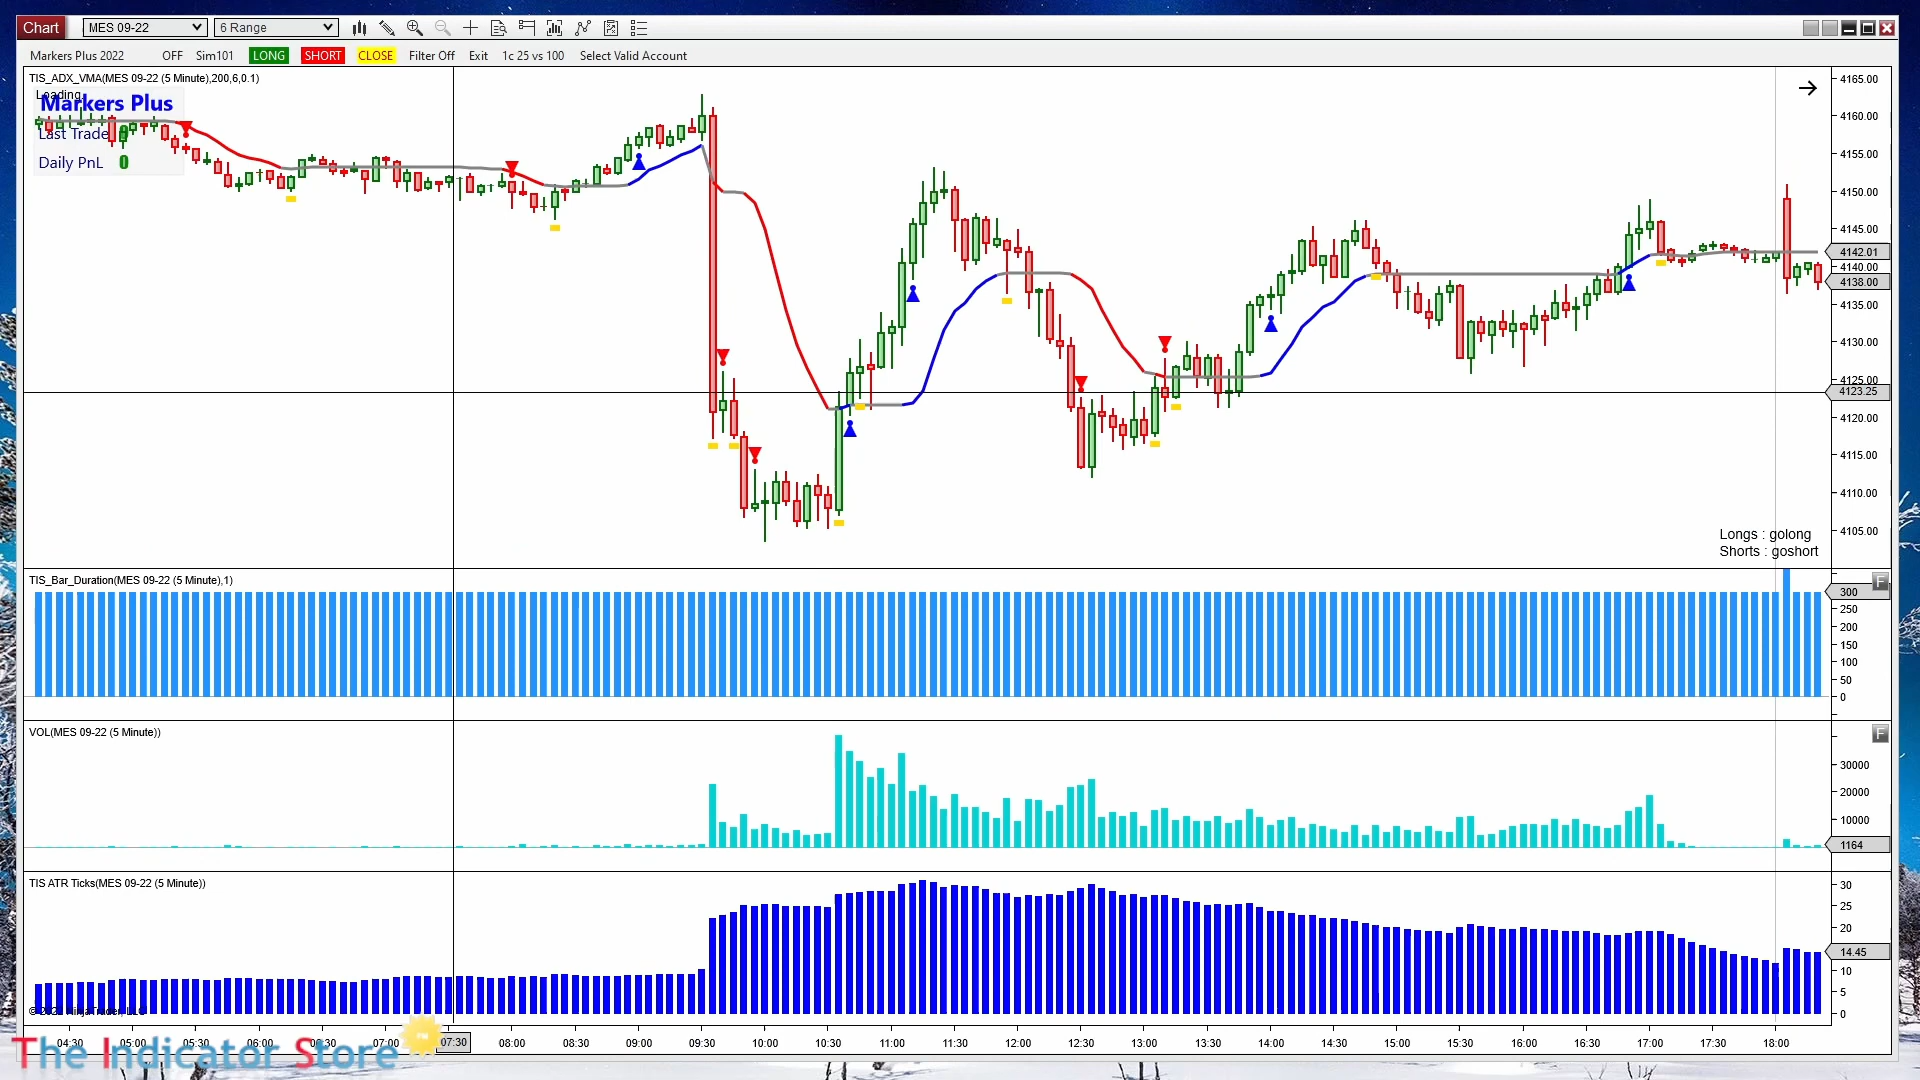 Chart MES 09-22 6 Range
Markers Plus 2022 OFF Sim101 LONG SHORT CLOSE Filter Off Exit 1c 25 vs 100 Select Valid Account
TIS_ADX_VMA(MES 09-22 (5 Minute),200,6,0.1)
Loading
Markers Plus
Last Trade 0
Daily PnL 0
4165.00
4160.00
4155.00
4150.00
4145.00
4142.01
4140.00
4138.00
4135.00
4130.00
4125.00
4123.25
4120.00
4115.00
4110.00
4105.00
Longs : golong
Shorts : goshort
TIS_Bar_Duration(MES 09-22 (5 Minute),1)
F
300
250
200
150
100
50
0
VOL(MES 09-22 (5 Minute))
F
30000
20000
10000
1164
TIS ATR Ticks(MES 09-22 (5 Minute))
30
25
20
14.45
10
5
0
04:30 05:00 05:30 06:00 06:30 07:00 07:30 08:00 08:30 09:00 09:30 10:00 10:30 11:00 11:30 12:00 12:30 13:00 13:30 14:00 14:30 15:00 15:30 16:00 16:30 17:00 17:30 18:00
The Indicator Store